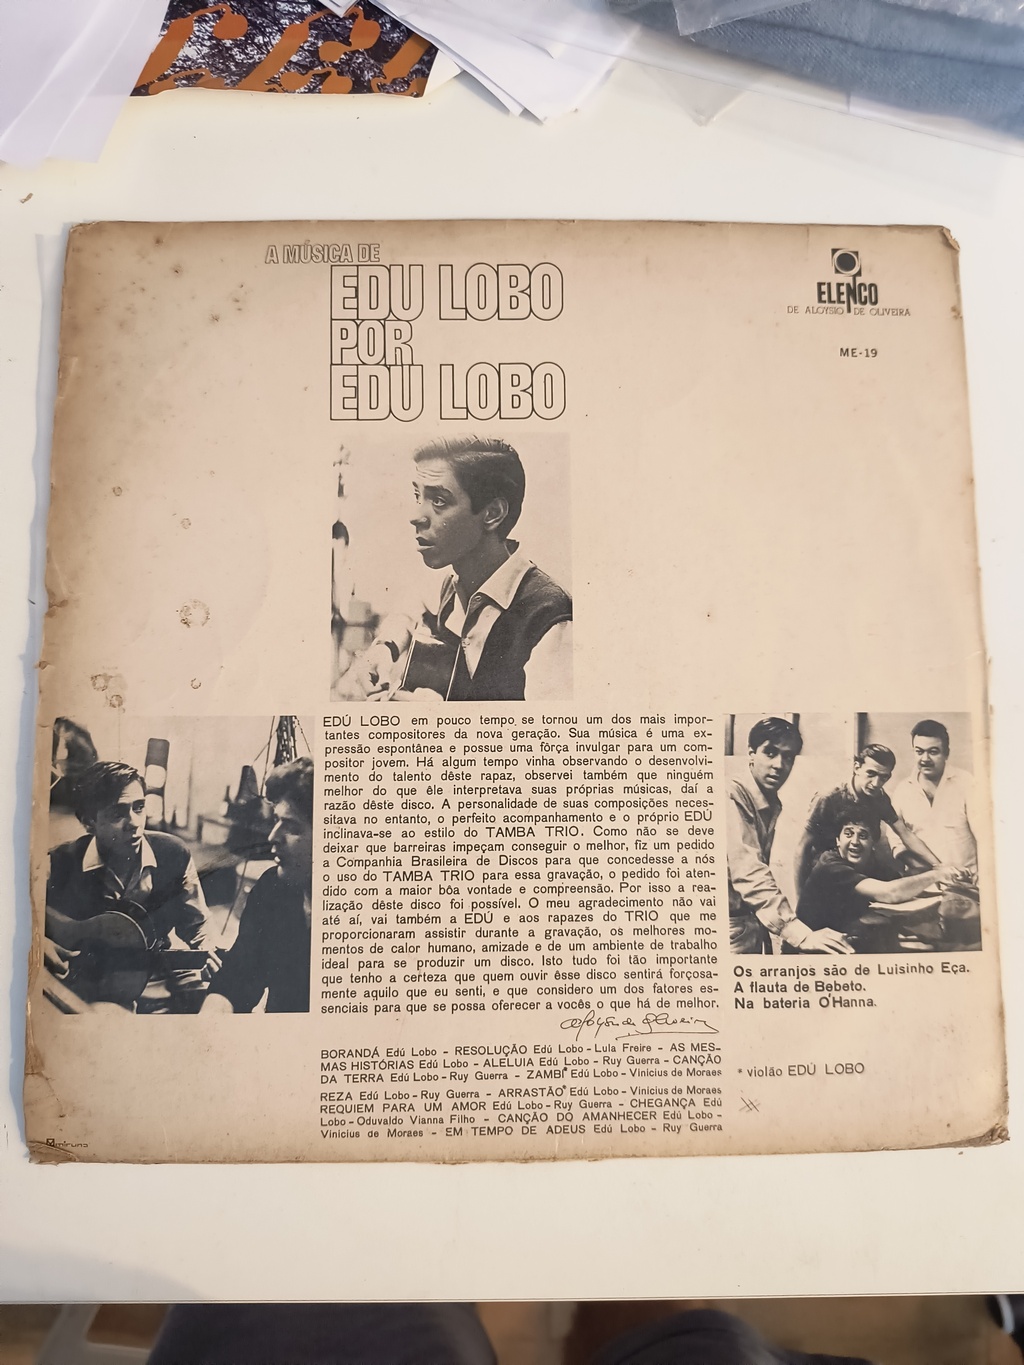 A MÚSICA DE
EDU LOBO
POR
EDU LOBO
ELENCO
DE ALOYSIO DE OLIVEIRA
ME-19
EDÚ LOBO em pouco tempo se tornou um dos mais impor-
tantes compositores da nova geração. Sua música é uma ex-
pressão espontânea e possue uma fôrça invulgar para um com-
positor jovem. Há algum tempo vinha observando o desenvolvi-
mento do talento dêste rapaz, observei também que ninguém
melhor do que êle interpretava suas próprias músicas, daí a
razão dêste disco. A personalidade de suas composições neces-
sitava no entanto, o perfeito acompanhamento e o próprio EDÚ
inclinava-se ao estilo do TAMBA TRIO. Como não se deve
deixar que barreiras impeçam conseguir o melhor, fiz um pedido
a Companhia Brasileira de Discos para que concedesse a nós
o uso do TAMBA TRIO para essa gravação, o pedido foi aten-
dido com a maior bôa vontade e compreensão. Por isso a rea-
lização dêste disco foi possível. O meu agradecimento não vai
até aí, vai também a EDÚ e aos rapazes do TRIO que me
proporcionaram assistir durante a gravação, os melhores mo-
mentos de calor humano, amizade e de um ambiente de trabalho
ideal para se produzir um disco. Isto tudo foi tão importante
que tenho a certeza que quem ouvir êsse disco sentirá forçosa-
mente aquilo que eu senti, e que considero um dos fatores es-
senciais para que se possa oferecer a vocês o que há de melhor.
Aloysio de Oliveira
Os arranjos são de Luisinho Eça.
A flauta de Bebeto.
Na bateria O'Hanna.
BORANDÁ Edú Lobo - RESOLUÇÃO Edú Lobo - Lula Freire - AS MES-
MAS HISTÓRIAS Edú Lobo - ALELUIA Edú Lobo - Ruy Guerra - CANÇÃO
DA TERRA Edú Lobo - Ruy Guerra - ZAMBÍ* Edú Lobo - Vinicius de Moraes
REZA Edú Lobo - Ruy Guerra - ARRASTÃO* Edú Lobo - Vinicius de Moraes
REQUIEM PARA UM AMOR Edú Lobo - Ruy Guerra - CHEGANÇA Edú
Lobo - Oduvaldo Vianna Filho - CANÇÃO DO AMANHECER Edú Lobo -
Vinicius de Moraes - EM TEMPO DE ADEUS Edú Lobo - Ruy Guerra
* violão EDÚ LOBO
miruna